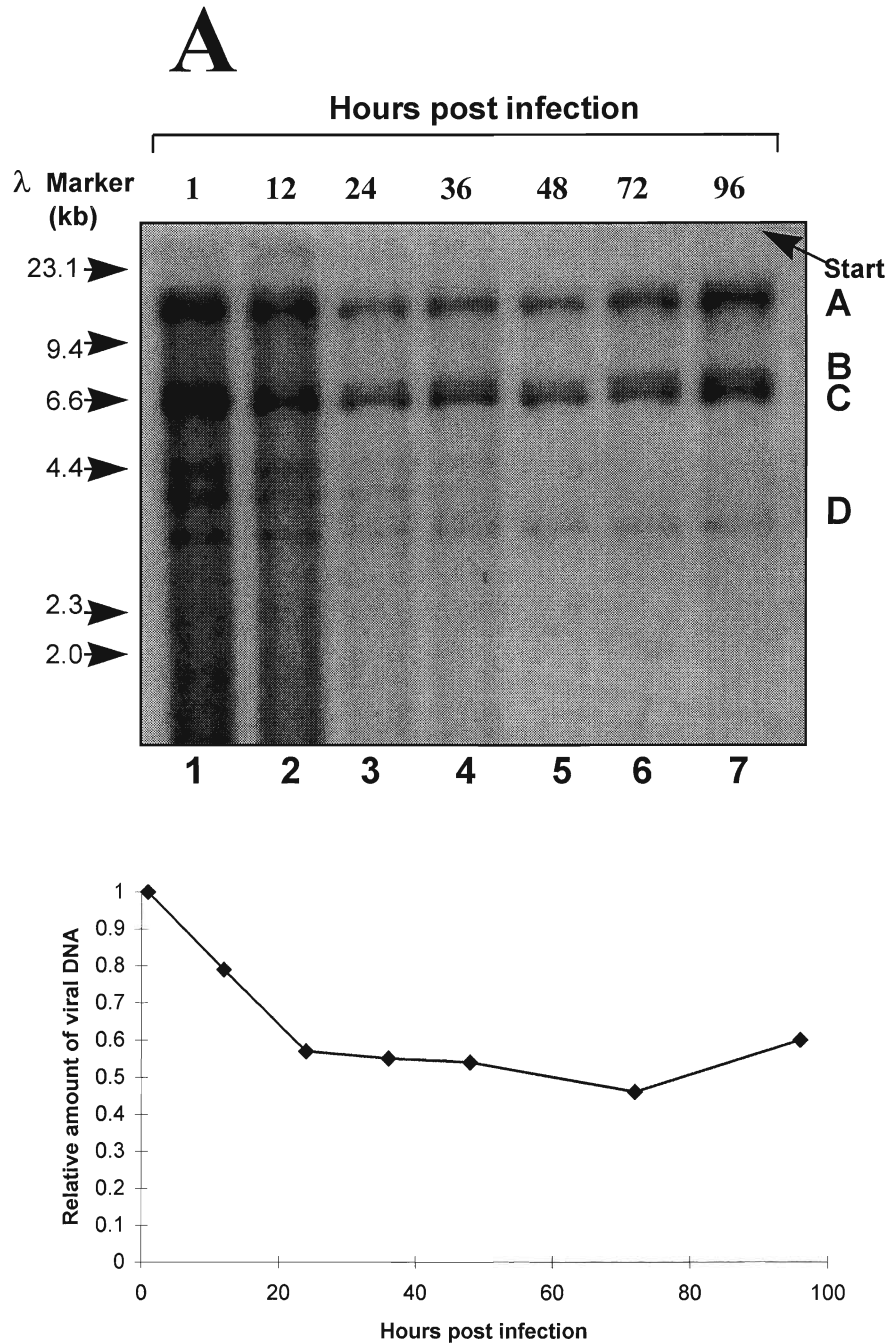 A
Hours post infection
λ Marker
(kb)
1 12 24 36 48 72 96
23.1
9.4
6.6
4.4
2.3
2.0
Start
A
B
C
D
1 2 3 4 5 6 7
Relative amount of viral DNA
1
0.9
0.8
0.7
0.6
0.5
0.4
0.3
0.2
0.1
0
0 20 40 60 80 100
Hours post infection